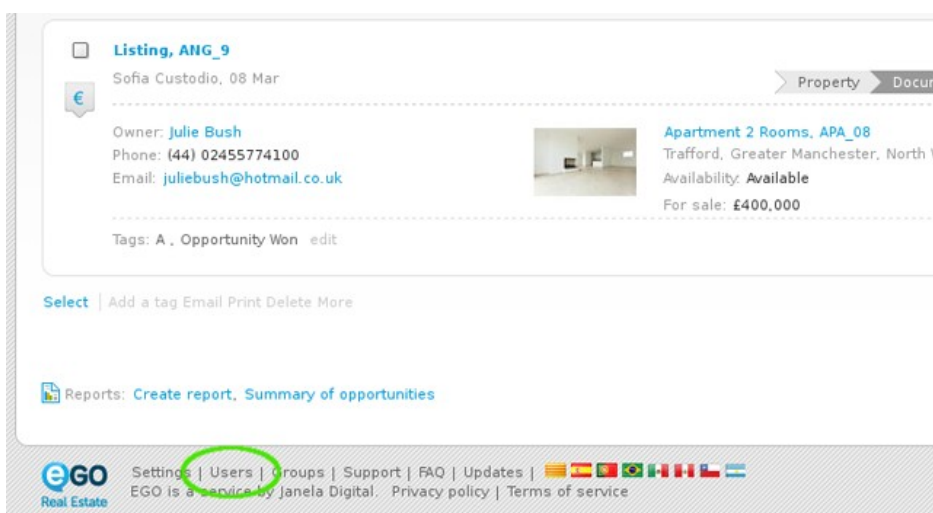 Listing, ANG_9
Sofia Custodio, 08 Mar
€
Property
Owner: Julie Bush
Phone: (44) 02455774100
Email: juliebush@hotmail.co.uk
Apartment 2 Rooms, APA_08
Trafford, Greater Manchester, North
Availability: Available
For sale: £400,000
Tags: A , Opportunity Won edit
Select | Add a tag Email Print Delete More
Reports: Create report, Summary of opportunities
eGO
Real Estate
Settings | Users | Groups | Support | FAQ | Updates |
EGO is a service by Janela Digital. Privacy policy | Terms of service